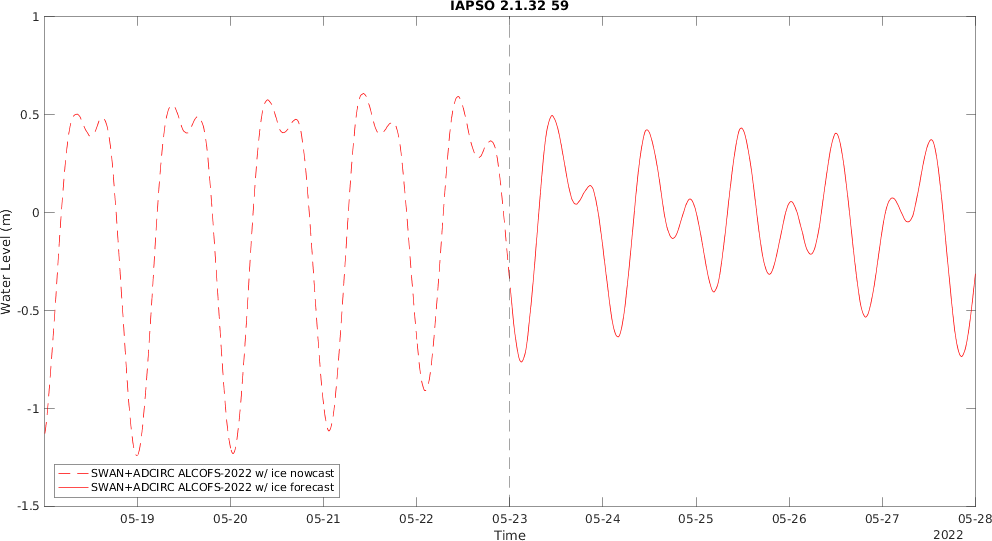 IAPSO 2.1.32 59
1
0.5
0
-0.5
-1
-1.5
Water Level (m)
SWAN+ADCIRC ALCOFS-2022 w/ ice nowcast
SWAN+ADCIRC ALCOFS-2022 w/ ice forecast
05-19 05-20 05-21 05-22 05-23 05-24 05-25 05-26 05-27 05-28
Time
2022